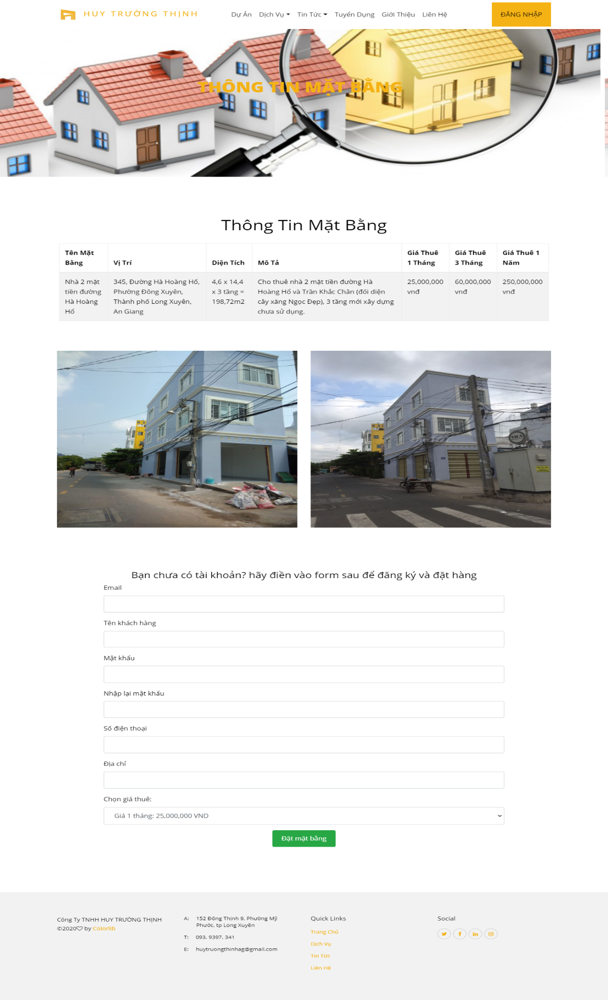 HUY TRƯỜNG THỊNH
Dự Án
Dịch Vụ
Tin Tức
Tuyển Dụng
Giới Thiệu
Liên Hệ
ĐĂNG NHẬP
THÔNG TIN MẶT BẰNG
Thông Tin Mặt Bằng
Tên Mặt
Bằng
Vị Trí
Diện Tích
Mô Tả
Giá Thuê
1 Tháng
Giá Thuê
3 Tháng
Giá Thuê 1
Năm
Nhà 2 mặt
tiền đường
Hà Hoàng
Hổ
345, Đường Hà Hoàng Hổ,
Phường Đông Xuyên,
Thành phố Long Xuyên,
An Giang
4,6 x 14,4
x 3 tầng =
198,72m2
Cho thuê nhà 2 mặt tiền đường Hà
Hoàng Hổ và Trần Khắc Chân (đối diện
cây xăng Ngọc Đẹp), 3 tầng mới xây dựng
chưa sử dụng.
25,000,000
vnđ
60,000,000
vnđ
250,000,000
vnđ
choTOT
choTOT
VILA
Bạn chưa có tài khoản? hãy điền vào form sau để đăng ký và đặt hàng
Email
Tên khách hàng
Mật khẩu
Nhập lại mật khẩu
Số điện thoại
Địa chỉ
Chọn giá thuê:
Giá 1 tháng: 25,000,000 VND
Đặt mặt bằng
Công Ty TNHH HUY TRƯỜNG THỊNH
©2020♡ by Colorlib
A: 152 Đông Thịnh 9, Phường Mỹ
Phước, tp Long Xuyên
T: 093. 9397. 341
E: huytruongthinhag@gmail.com
Quick Links
Trang Chủ
Dịch Vụ
Tin Tức
Liên Hệ
Social